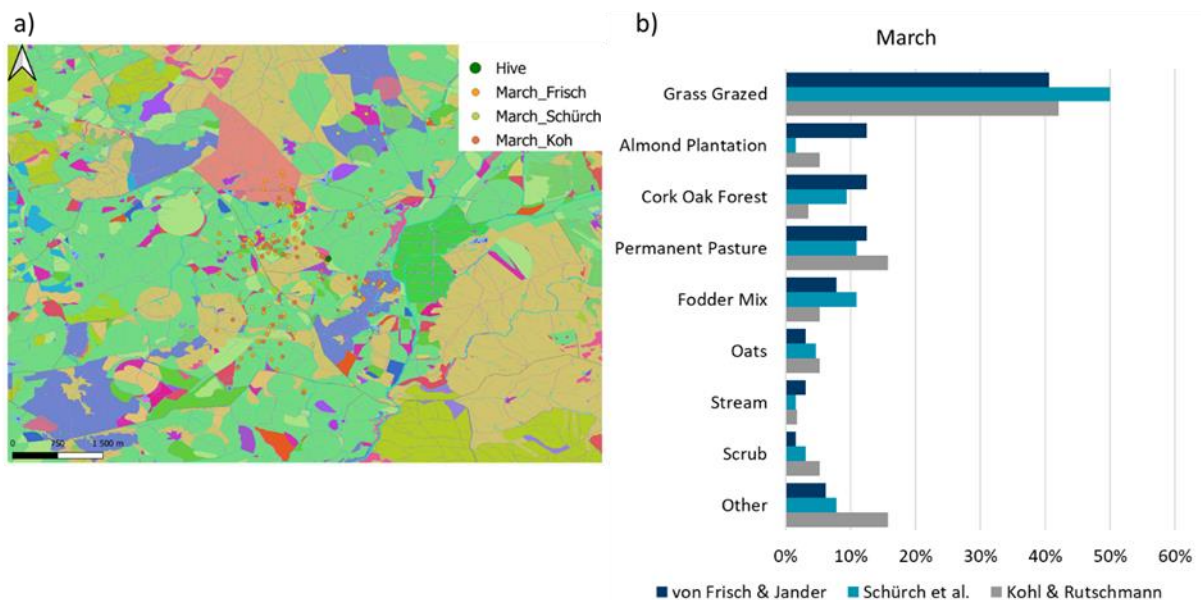 a)
Hive
March_Frisch
March_Schürch
March_Koh
0 750 1 500 m
b)
March
Grass Grazed
Almond Plantation
Cork Oak Forest
Permanent Pasture
Fodder Mix
Oats
Stream
Scrub
Other
0% 10% 20% 30% 40% 50% 60%
von Frisch & Jander Schürch et al. Kohl & Rutschmann